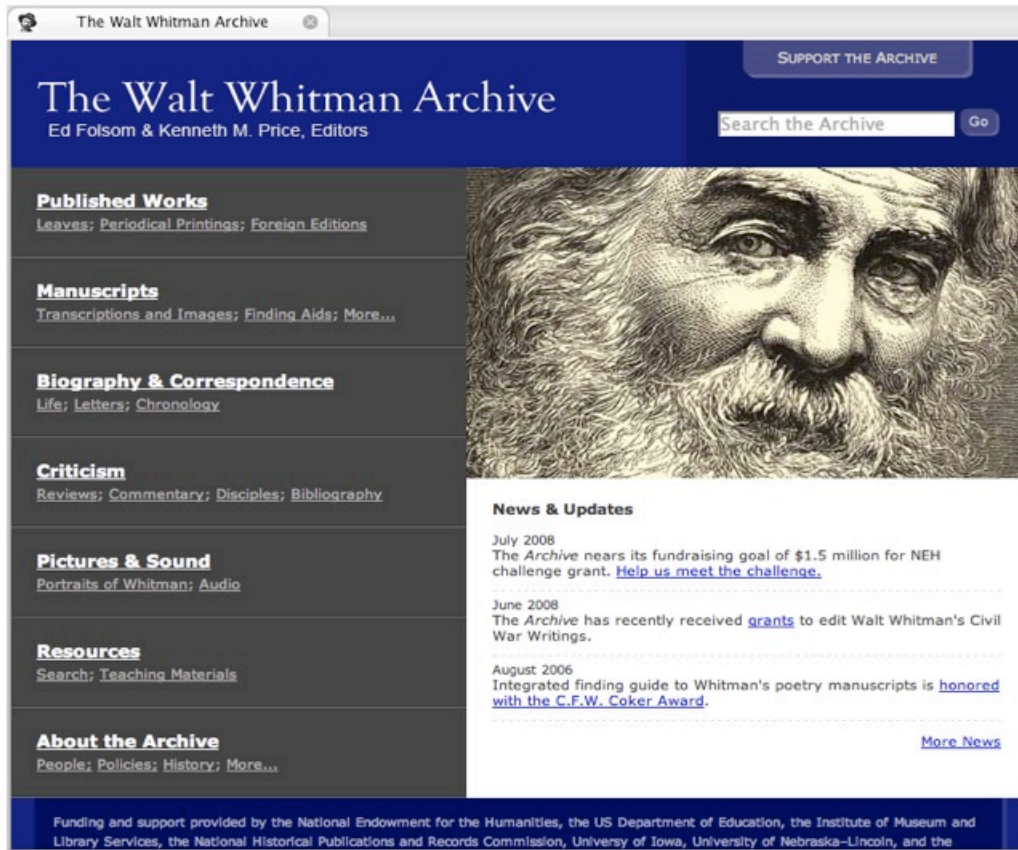 The Walt Whitman Archive
SUPPORT THE ARCHIVE
The Walt Whitman Archive
Ed Folsom & Kenneth M. Price, Editors
Search the Archive
Go
Published Works
Leaves; Periodical Printings; Foreign Editions
Manuscripts
Transcriptions and Images; Finding Aids; More...
Biography & Correspondence
Life; Letters; Chronology
Criticism
Reviews; Commentary; Disciples; Bibliography
Pictures & Sound
Portraits of Whitman; Audio
Resources
Search; Teaching Materials
About the Archive
People; Policies; History; More...
News & Updates
July 2008
The Archive nears its fundraising goal of $1.5 million for NEH
challenge grant. Help us meet the challenge.
June 2008
The Archive has recently received grants to edit Walt Whitman's Civil
War Writings.
August 2006
Integrated finding guide to Whitman's poetry manuscripts is honored
with the C.F.W. Coker Award.
More News
Funding and support provided by the National Endowment for the Humanities, the US Department of Education, the Institute of Museum and
Library Services, the National Historical Publications and Records Commission, Universy of Iowa, University of Nebraska–Lincoln, and the